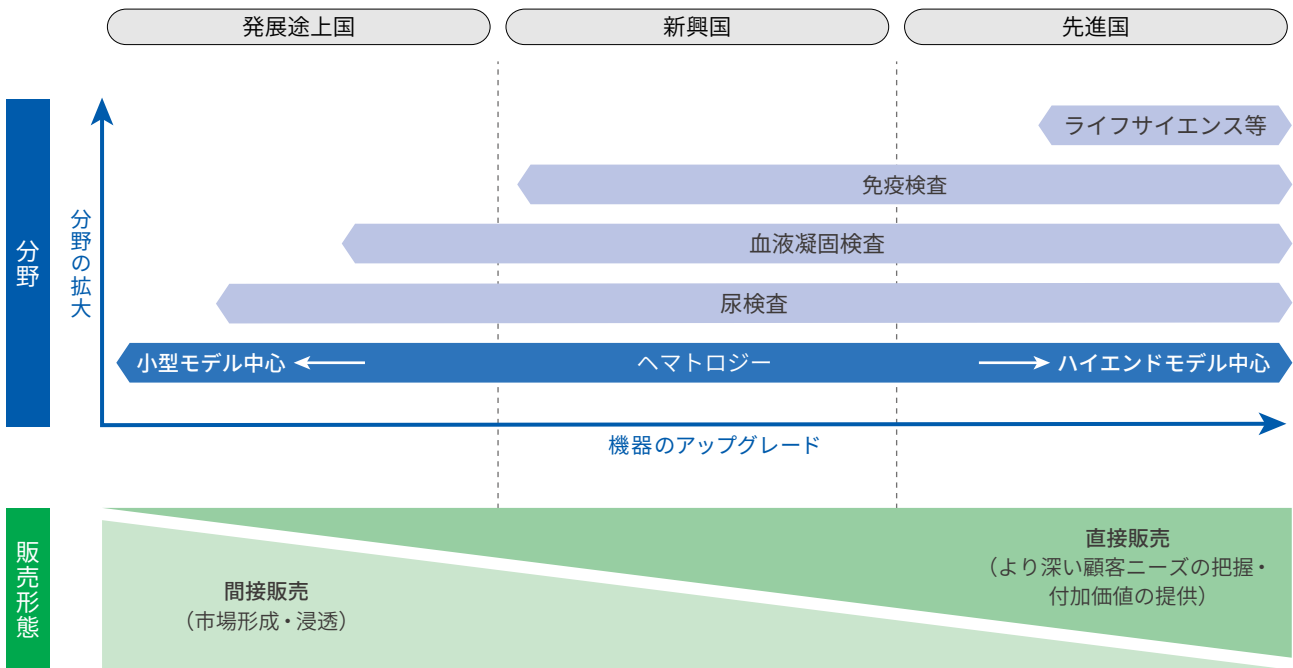 発展途上国
新興国
先進国
分野
分野の拡大
ライフサイエンス等
免疫検査
血液凝固検査
尿検査
小型モデル中心
ヘマトロジー
ハイエンドモデル中心
機器のアップグレード
販売形態
間接販売
（市場形成・浸透）
直接販売
（より深い顧客ニーズの把握・
付加価値の提供）